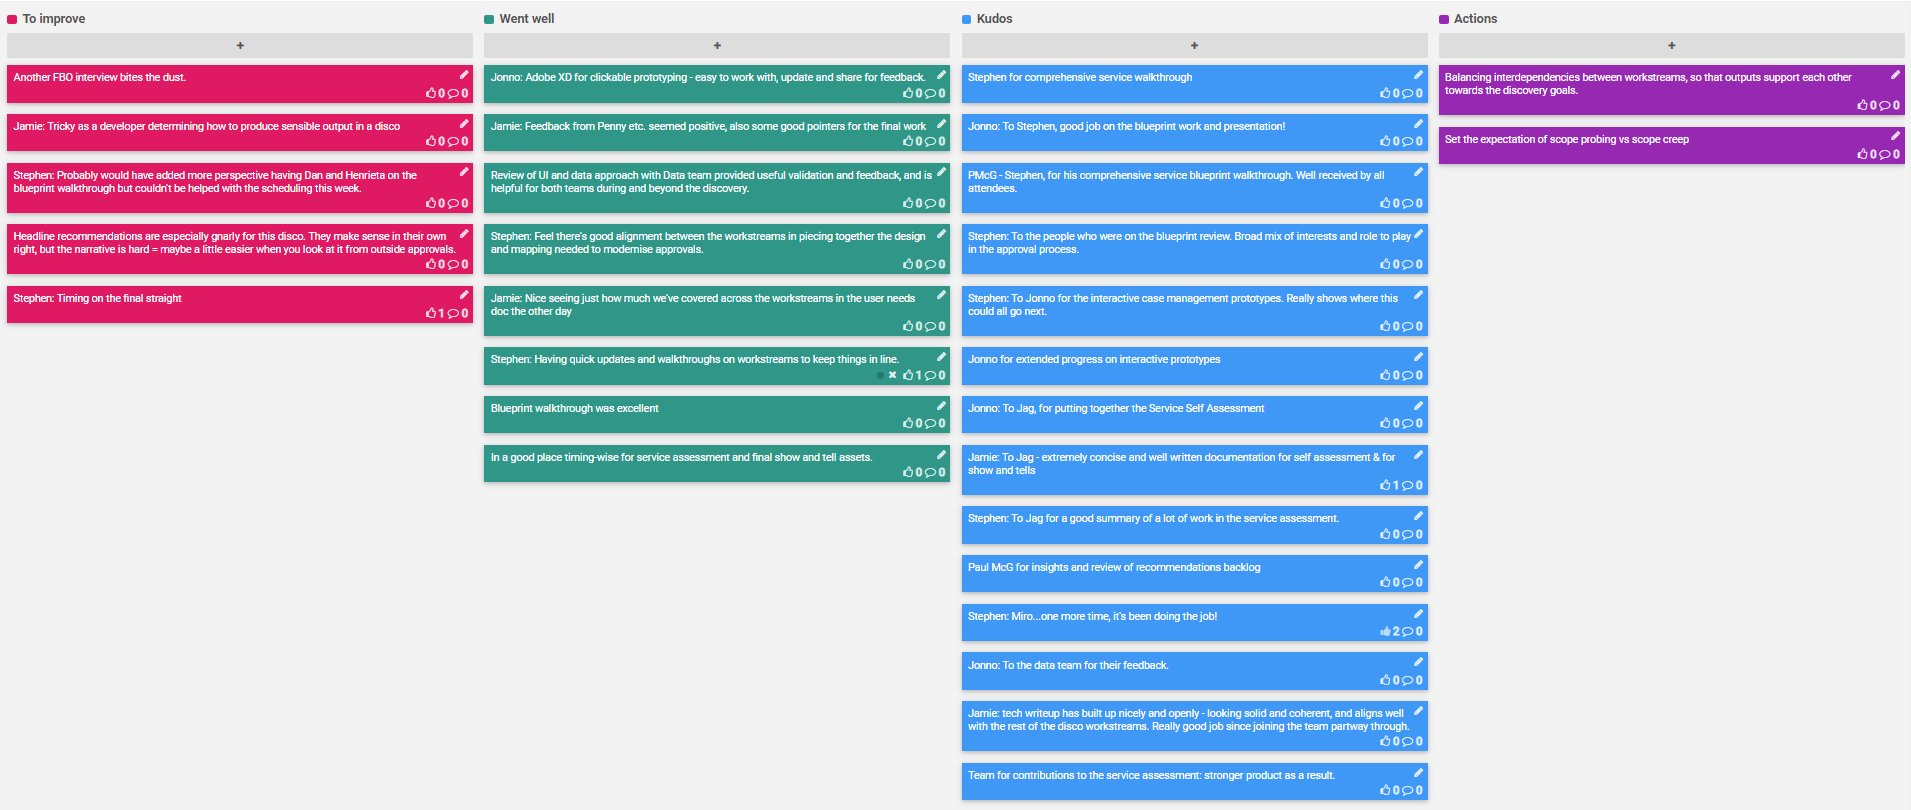 To improve
+
Another FBO interview bites the dust.
0 0
Jamie: Tricky as a developer determining how to produce sensible output in a disco
0 0
Stephen: Probably would have added more perspective having Dan and Henrieta on the
blueprint walkthrough but couldn't be helped with the scheduling this week.
0 0
Headline recommendations are especially gnarly for this disco. They make sense in their own
right, but the narrative is hard = maybe a little easier when you look at it from outside approvals.
0 0
Stephen: Timing on the final straight
1 0
Went well
+
Jonno: Adobe XD for clickable prototyping - easy to work with, update and share for feedback.
0 0
Jamie: Feedback from Penny etc. seemed positive, also some good pointers for the final work
0 0
Review of UI and data approach with Data team provided useful validation and feedback, and is
helpful for both teams during and beyond the discovery.
0 0
Stephen: Feel there's good alignment between the workstreams in piecing together the design
and mapping needed to modernise approvals.
0 0
Jamie: Nice seeing just how much we've covered across the workstreams in the user needs
doc the other day
0 0
Stephen: Having quick updates and walkthroughs on workstreams to keep things in line.
1 0
Blueprint walkthrough was excellent
0 0
In a good place timing-wise for service assessment and final show and tell assets.
0 0
Kudos
+
Stephen for comprehensive service walkthrough
0 0
Jonno: To Stephen, good job on the blueprint work and presentation!
0 0
PMcG - Stephen, for his comprehensive service blueprint walkthrough. Well received by all
attendees.
0 0
Stephen: To the people who were on the blueprint review. Broad mix of interests and role to play
in the approval process.
0 0
Stephen: To Jonno for the interactive case management prototypes. Really shows where this
could all go next.
0 0
Jonno for extended progress on interactive prototypes
0 0
Jonno: To Jag, for putting together the Service Self Assessment
0 0
Jamie: To Jag - extremely concise and well written documentation for self assessment & for
show and tells
1 0
Stephen: To Jag for a good summary of a lot of work in the service assessment.
0 0
Paul McG for insights and review of recommendations backlog
0 0
Stephen: Miro...one more time, it's been doing the job!
2 0
Jonno: To the data team for their feedback.
0 0
Jamie: tech writeup has built up nicely and openly - looking solid and coherent, and aligns well
with the rest of the disco workstreams. Really good job since joining the team partway through.
0 0
Team for contributions to the service assessment: stronger product as a result.
0 0
Actions
+
Balancing interdependencies between workstreams, so that outputs support each other
towards the discovery goals.
0 0
Set the expectation of scope probing vs scope creep
0 0